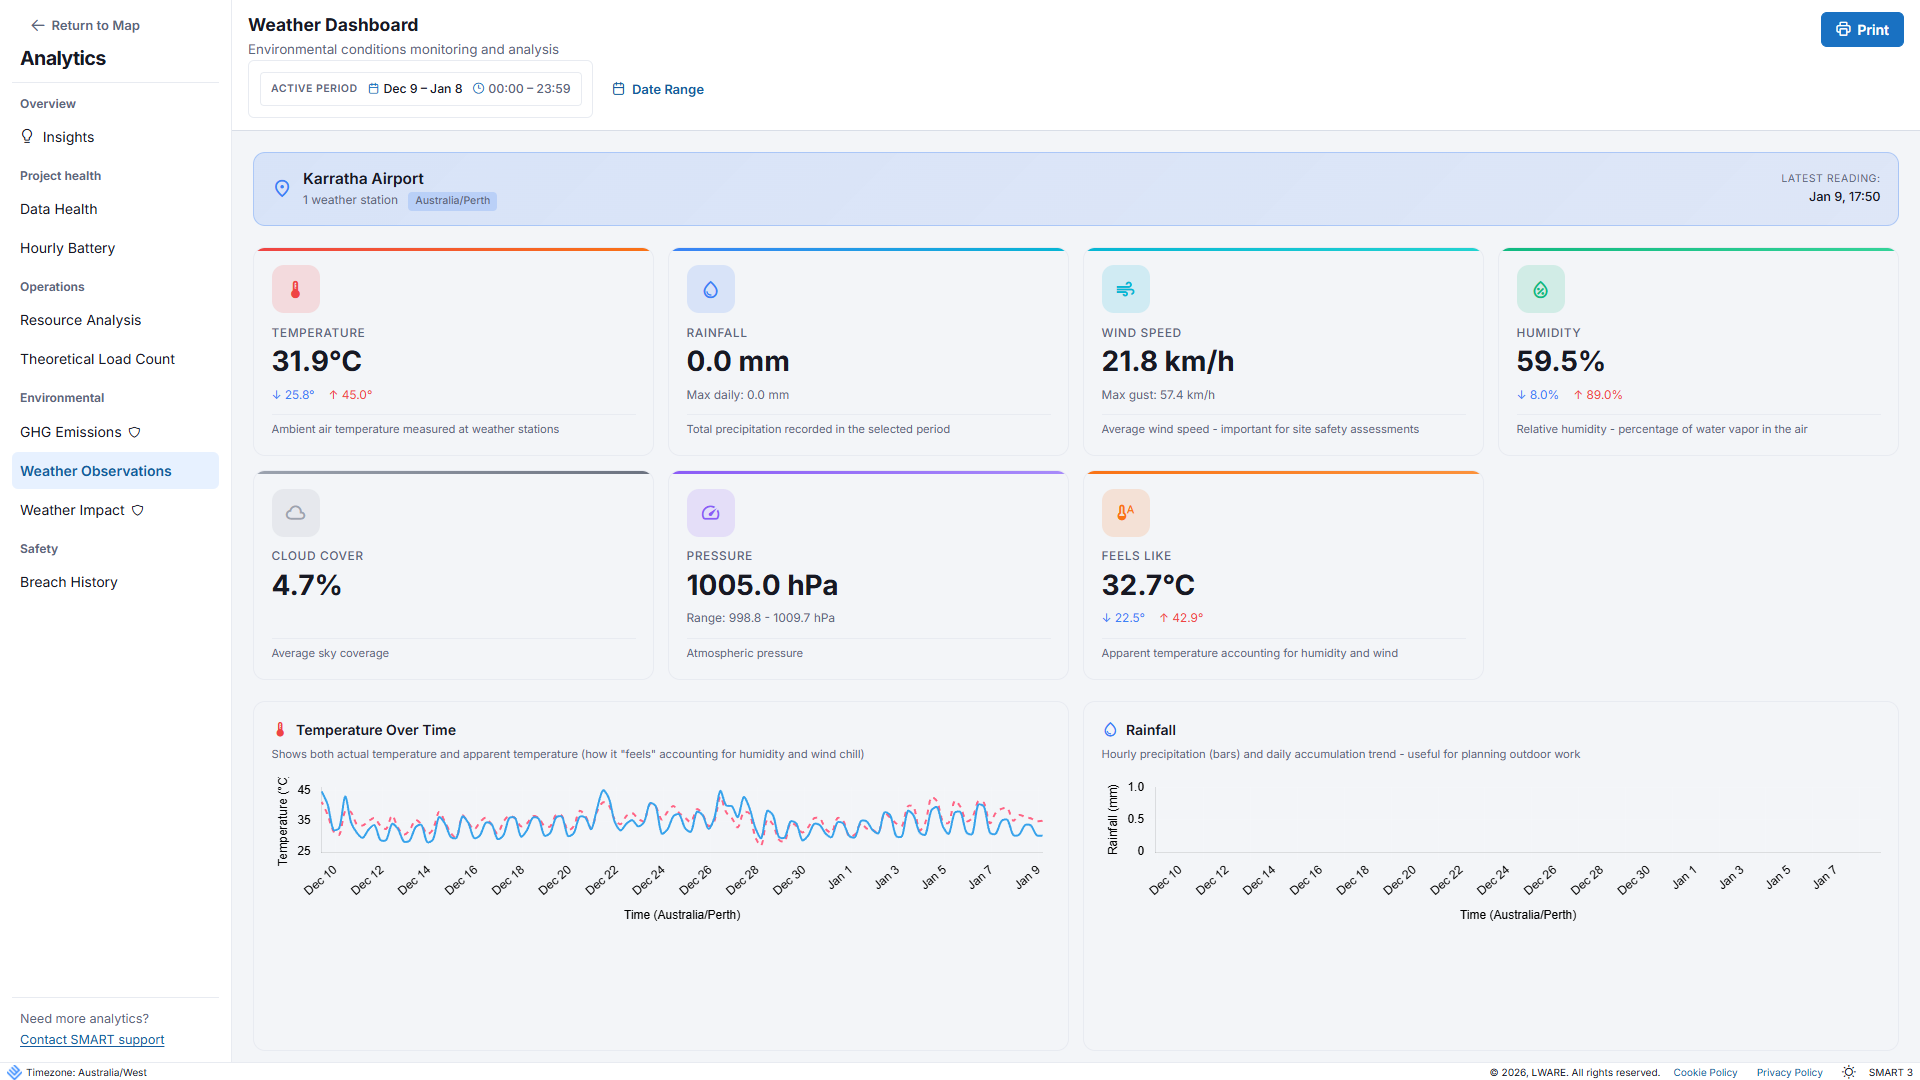 Return to Map
Analytics
Overview
Insights
Project health
Data Health
Hourly Battery
Operations
Resource Analysis
Theoretical Load Count
Environmental
GHG Emissions
Weather Observations
Weather Impact
Safety
Breach History
Need more analytics?
Contact SMART support
Weather Dashboard
Environmental conditions monitoring and analysis
ACTIVE PERIOD Dec 9 – Jan 8 00:00 – 23:59
Date Range
Print
Karratha Airport
1 weather station Australia/Perth
LATEST READING:
Jan 9, 17:50
TEMPERATURE
31.9°C
↓ 25.8° ↑ 45.0°
Ambient air temperature measured at weather stations
RAINFALL
0.0 mm
Max daily: 0.0 mm
Total precipitation recorded in the selected period
WIND SPEED
21.8 km/h
Max gust: 57.4 km/h
Average wind speed - important for site safety assessments
HUMIDITY
59.5%
↓ 8.0% ↑ 89.0%
Relative humidity - percentage of water vapor in the air
CLOUD COVER
4.7%
Average sky coverage
PRESSURE
1005.0 hPa
Range: 998.8 - 1009.7 hPa
Atmospheric pressure
FEELS LIKE
32.7°C
↓ 22.5° ↑ 42.9°
Apparent temperature accounting for humidity and wind
Temperature Over Time
Shows both actual temperature and apparent temperature (how it "feels" accounting for humidity and wind chill)
Temperature (°C
45
35
25
Dec 10 Dec 12 Dec 14 Dec 16 Dec 18 Dec 20 Dec 22 Dec 24 Dec 26 Dec 28 Dec 30 Jan 1 Jan 3 Jan 5 Jan 7 Jan 9
Time (Australia/Perth)
Rainfall
Hourly precipitation (bars) and daily accumulation trend - useful for planning outdoor work
Rainfall (mm)
1.0
0.5
0
Dec 10 Dec 12 Dec 14 Dec 16 Dec 18 Dec 20 Dec 22 Dec 24 Dec 26 Dec 28 Dec 30 Jan 1 Jan 3 Jan 5 Jan 7
Time (Australia/Perth)
Timezone: Australia/West
© 2026, LWARE. All rights reserved. Cookie Policy Privacy Policy SMART 3